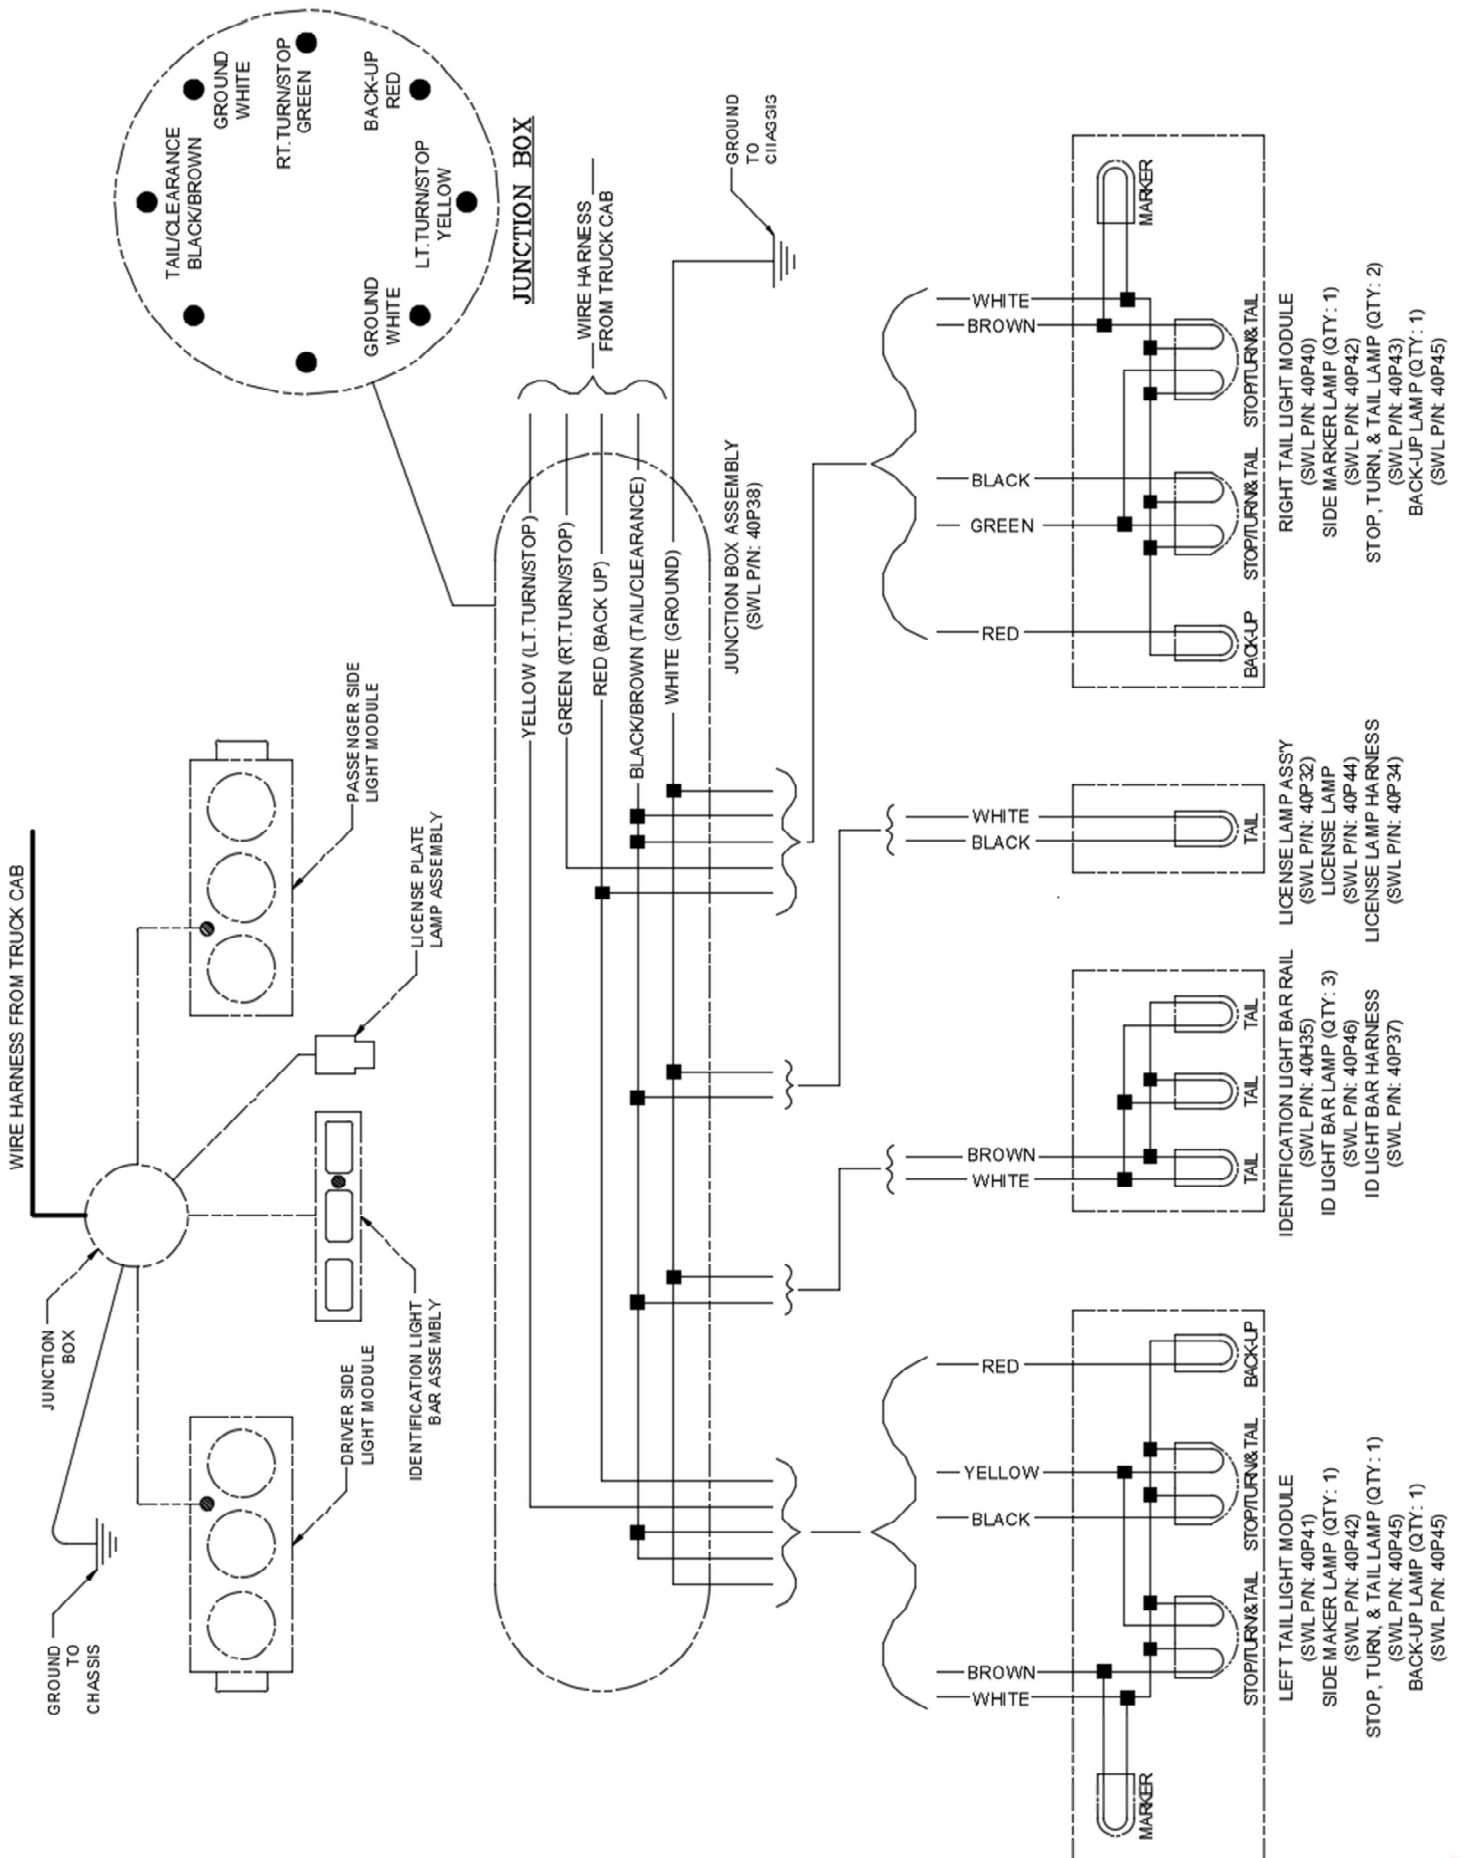 WIRE HARNESS FROM TRUCK CAB
GROUND
TO
CHASSIS
JUNCTION
BOX
DRIVER SIDE
LIGHT MODULE
IDENTIFICATION LIGHT
BAR ASSEMBLY
LICENSE PLATE
LAMP ASSEMBLY
PASSENGER SIDE
LIGHT MODULE
TAIL/CLEARANCE
BLACK/BROWN
GROUND
WHITE
RT.TURN/STOP
GREEN
BACK-UP
RED
LT.TURN/STOP
YELLOW
GROUND
WHITE
JUNCTION BOX
WIRE HARNESS
FROM TRUCK CAB
YELLOW (LT.TURN/STOP)
GREEN (RT.TURN/STOP)
RED (BACK UP)
BLACK/BROWN (TAIL/CLEARANCE)
WHITE (GROUND)
JUNCTION BOX ASSEMBLY
(SWL P/N: 40P38)
GROUND
TO
CHASSIS
WHITE
BROWN
BLACK
YELLOW
RED
MARKER
STOP/TURN&TAIL
STOP/TURN&TAIL
BACK-UP
LEFT TAIL LIGHT MODULE
(SWL P/N: 40P41)
SIDE MAKER LAMP (QTY: 1)
(SWL P/N: 40P42)
STOP, TURN, & TAIL LAMP (QTY: 1)
(SWL P/N: 40P45)
BACK-UP LAMP (QTY: 1)
(SWL P/N: 40P45)
WHITE
BROWN
TAIL
TAIL
TAIL
IDENTIFICATION LIGHT BAR RAIL
(SWL P/N: 40H35)
ID LIGHT BAR LAMP (QTY: 3)
(SWL P/N: 40P46)
ID LIGHT BAR HARNESS
(SWL P/N: 40P37)
BLACK
WHITE
TAIL
LICENSE LAMP ASS'Y
(SWL P/N: 40P32)
LICENSE LAMP
(SWL P/N: 40P44)
LICENSE LAMP HARNESS
(SWL P/N: 40P34)
RED
GREEN
BLACK
BROWN
WHITE
BACK-UP
STOP/TURN&TAIL
STOP/TURN&TAIL
MARKER
RIGHT TAIL LIGHT MODULE
(SWL P/N: 40P40)
SIDE MARKER LAMP (QTY: 1)
(SWL P/N: 40P42)
STOP, TURN, & TAIL LAMP (QTY: 2)
(SWL P/N: 40P43)
BACK-UP LAMP (QTY: 1)
(SWL P/N: 40P45)